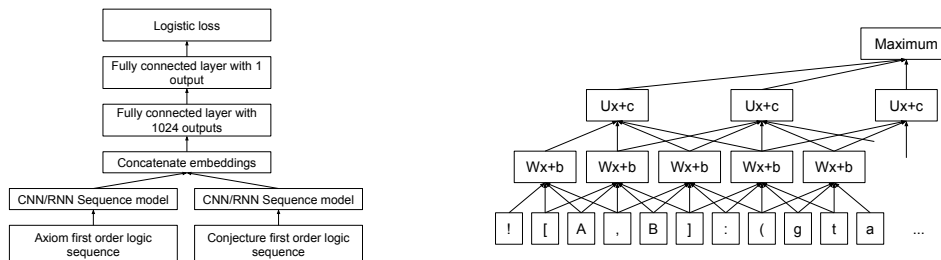 Logistic loss
Fully connected layer with 1
output
Fully connected layer with
1024 outputs
Concatenate embeddings
CNN/RNN Sequence model
CNN/RNN Sequence model
Axiom first order logic
sequence
Conjecture first order logic
sequence
Maximum
Ux+c Ux+c Ux+c
Wx+b Wx+b Wx+b Wx+b Wx+b
! [ A , B ] : ( g t a ...